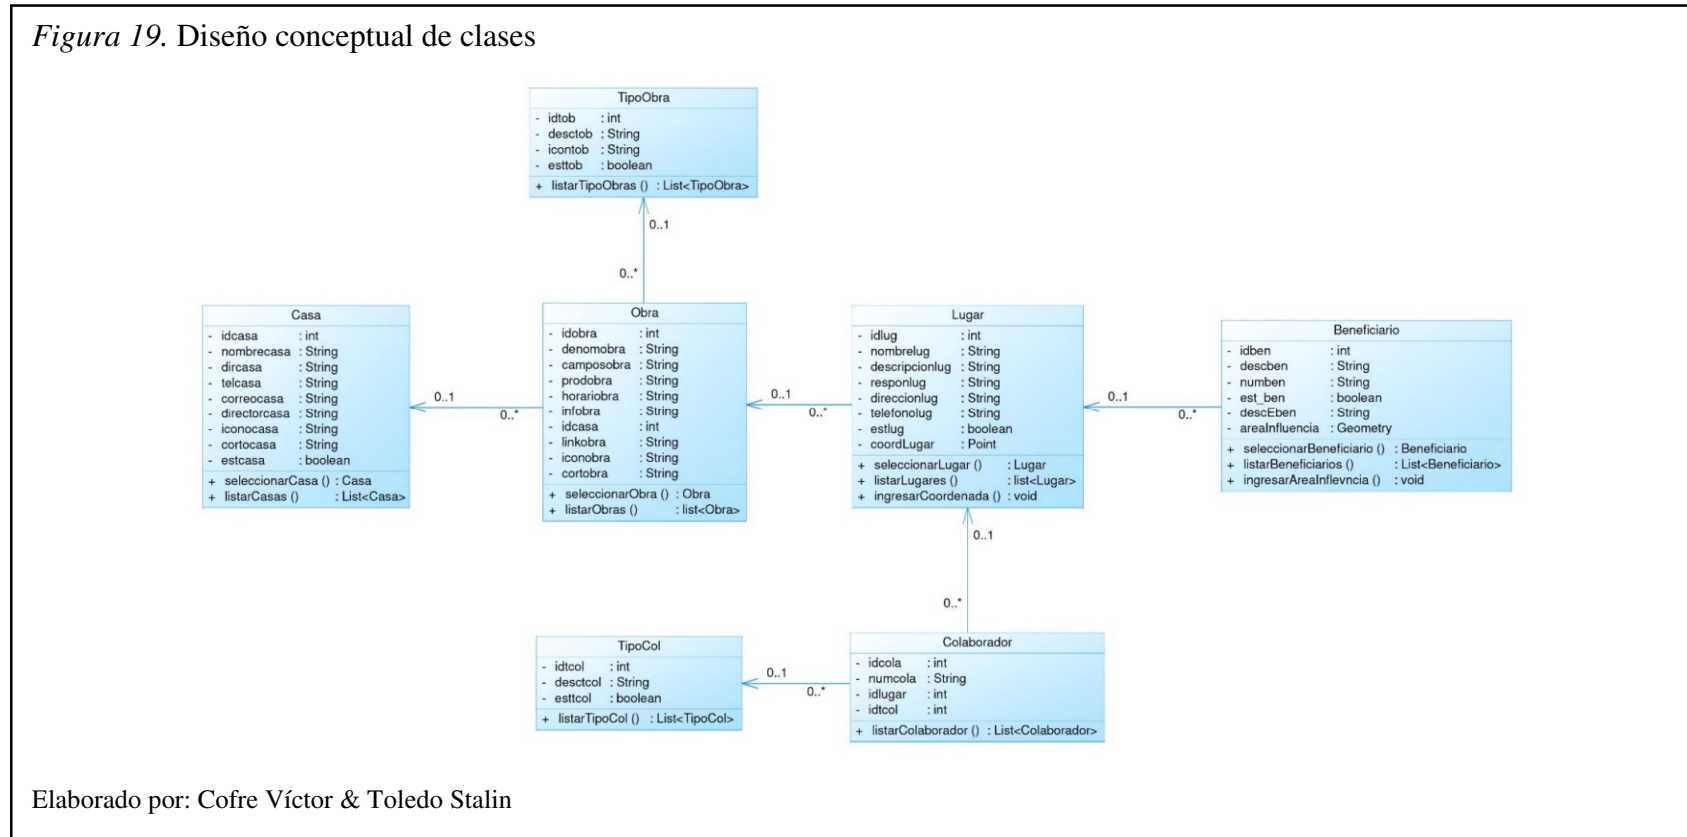 Figura 19. Diseño conceptual de clases
TipoObra
- idtob : int
- desctob : String
- icontob : String
- esttob : boolean
+ listarTipoObras () : List<TipoObra>
0..1
0..*
Casa
- idcasa : int
- nombrecasa : String
- dircasa : String
- telcasa : String
- correocasa : String
- directorcasa : String
- iconocasa : String
- cortocasa : String
- estcasa : boolean
+ seleccionarCasa () : Casa
+ listarCasas () : List<Casa>
0..1
0..*
Obra
- idobra : int
- denomobra : String
- camposobra : String
- prodobra : String
- horariobra : String
- infobra : String
- idcasa : int
- linkobra : String
- iconobra : String
- cortobra : String
+ seleccionarObra () : Obra
+ listarObras () : list<Obra>
0..1
0..*
Lugar
- idlug : int
- nombrelug : String
- descripcionlug : String
- responlug : String
- direccionlug : String
- telefonolug : String
- estlug : boolean
- coordLugar : Point
+ seleccionarLugar () : Lugar
+ listarLugares () : list<Lugar>
+ ingresarCoordenada () : void
0..1
0..*
Beneficiario
- idben : int
- descben : String
- numben : String
- est_ben : boolean
- descEben : String
- areaInfluencia : Geometry
+ seleccionarBeneficiario () : Beneficiario
+ listarBeneficiarios () : List<Beneficiario>
+ ingresarAreaInflevncia () : void
0..1
0..*
TipoCol
- idtcol : int
- desctcol : String
- esttcol : boolean
+ listarTipoCol () : List<TipoCol>
0..1
0..*
Colaborador
- idcola : int
- numcola : String
- idlugar : int
- idtcol : int
+ listarColaborador () : List<Colaborador>
Elaborado por: Cofre Víctor & Toledo Stalin